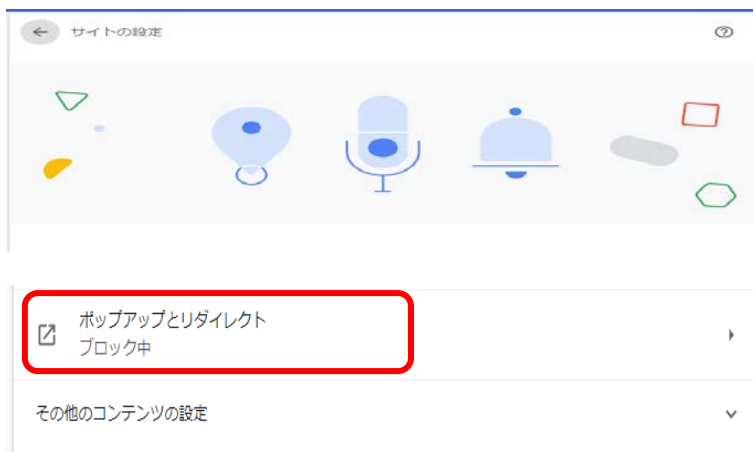 サイトの設定
ポップアップとリダイレクト
ブロック中
その他のコンテンツの設定